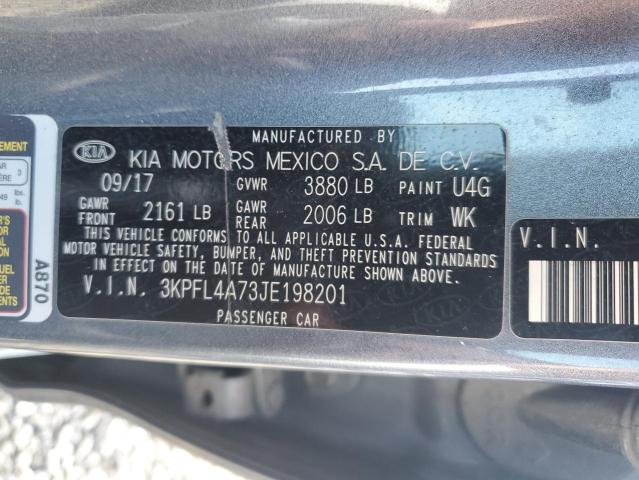 MANUFACTURED BY
KIA KIA MOTORS MEXICO S.A. DE C.V.
09/17 GVWR 3880 LB PAINT U4G
GAWR FRONT 2161 LB GAWR REAR 2006 LB TRIM WK
THIS VEHICLE CONFORMS TO ALL APPLICABLE U.S.A. FEDERAL
MOTOR VEHICLE SAFETY, BUMPER, AND THEFT PREVENTION STANDARDS
IN EFFECT ON THE DATE OF MANUFACTURE SHOWN ABOVE.
V.I.N. 3KPFL4A73JE198201
PASSENGER CAR
A870
V.I.N.